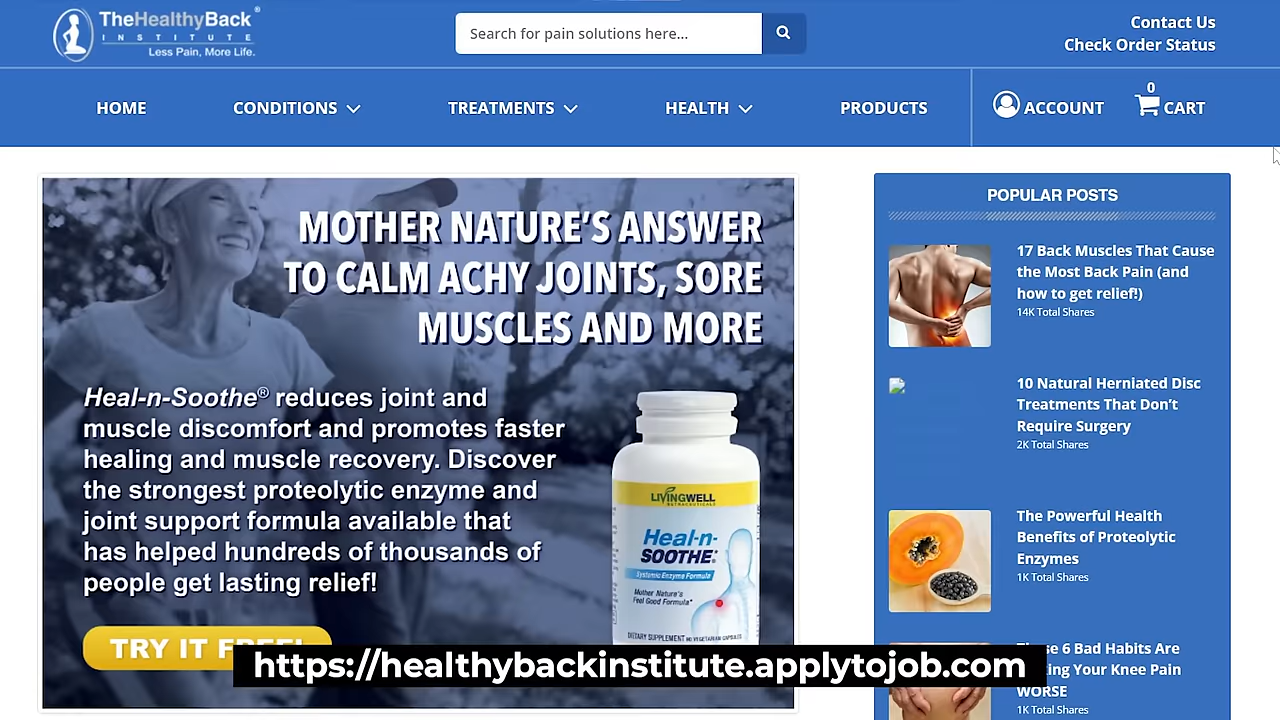 TheHealthyBack®
INSTITUTE
Less Pain, More Life.
Search for pain solutions here...
Contact Us
Check Order Status
HOME
CONDITIONS
TREATMENTS
HEALTH
PRODUCTS
ACCOUNT
0
CART
MOTHER NATURE'S ANSWER
TO CALM ACHY JOINTS, SORE
MUSCLES AND MORE
Heal-n-Soothe® reduces joint and
muscle discomfort and promotes faster
healing and muscle recovery. Discover
the strongest proteolytic enzyme and
joint support formula available that
has helped hundreds of thousands of
people get lasting relief!
TRY IT FREE!
LIVINGWELL
NUTRACEUTICALS
Heal-n-
SOOTHE®
Systemic Enzyme Formula
Mother Nature's
Feel Good Formula*
DIETARY SUPPLEMENT 90 VEGETARIAN CAPSULES
POPULAR POSTS
17 Back Muscles That Cause
the Most Back Pain (and
how to get relief!)
14K Total Shares
10 Natural Herniated Disc
Treatments That Don't
Require Surgery
2K Total Shares
The Powerful Health
Benefits of Proteolytic
Enzymes
1K Total Shares
These 6 Bad Habits Are
Your Knee Pain
WORSE
1K Total Shares
https://healthybackinstitute.applytojob.com